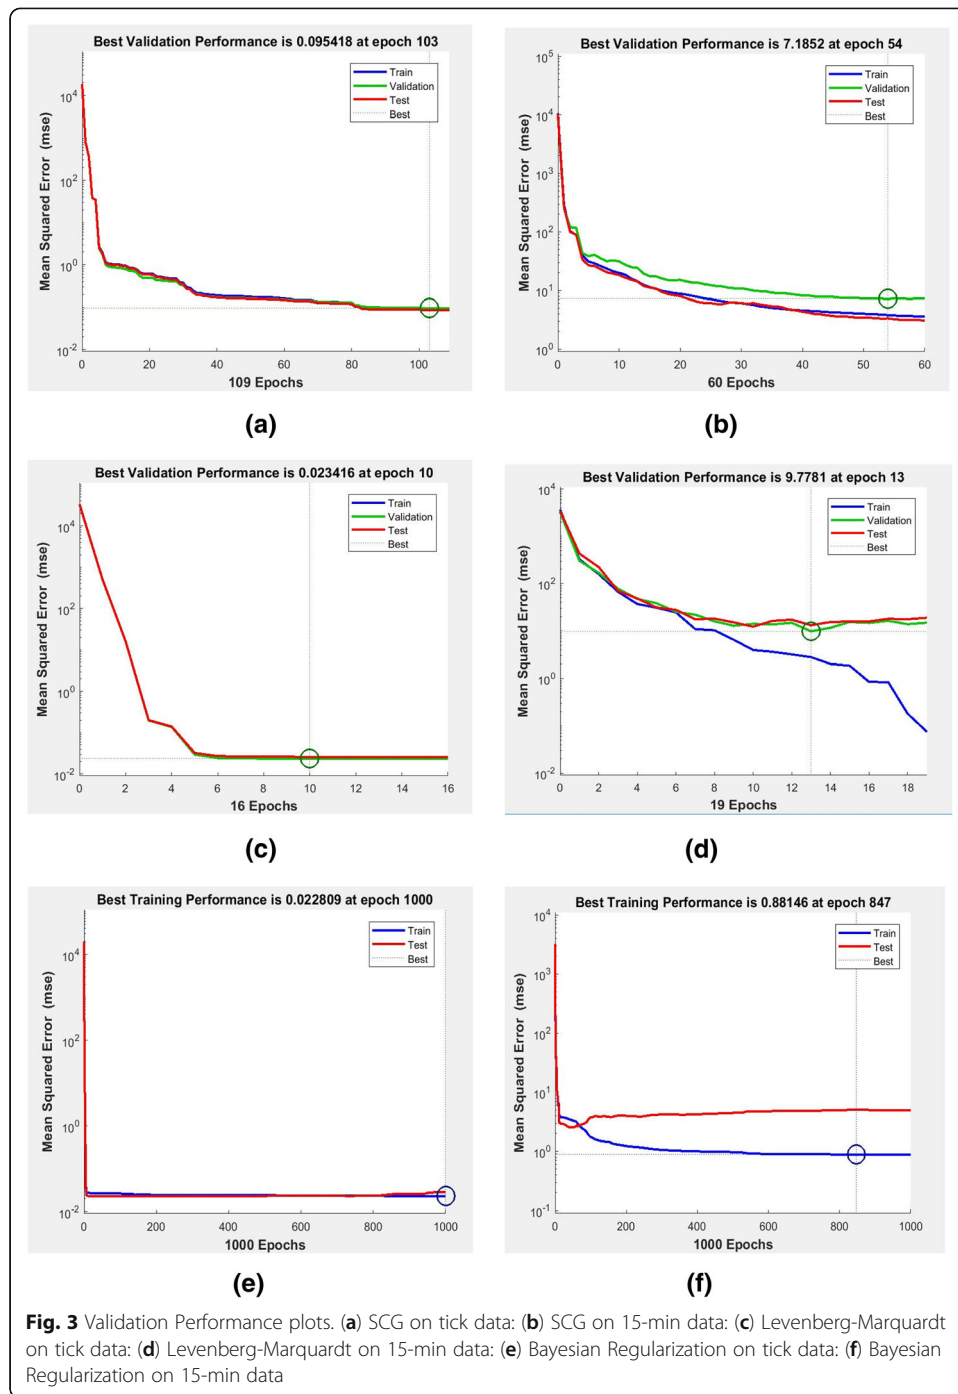 Best Validation Performance is 0.095418 at epoch 103
Mean Squared Error (mse)
10^4
10^2
10^0
10^-2
Train
Validation
Test
Best
0 20 40 60 80 100
109 Epochs
(a)
Best Validation Performance is 7.1852 at epoch 54
Mean Squared Error (mse)
10^5
10^4
10^3
10^2
10^1
10^0
Train
Validation
Test
Best
0 10 20 30 40 50 60
60 Epochs
(b)
Best Validation Performance is 0.023416 at epoch 10
Mean Squared Error (mse)
10^4
10^2
10^0
10^-2
Train
Validation
Test
Best
0 2 4 6 8 10 12 14 16
16 Epochs
(c)
Best Validation Performance is 9.7781 at epoch 13
Mean Squared Error (mse)
10^4
10^2
10^0
10^-2
Train
Validation
Test
Best
0 2 4 6 8 10 12 14 16 18
19 Epochs
(d)
Best Training Performance is 0.022809 at epoch 1000
Mean Squared Error (mse)
10^4
10^2
10^0
10^-2
Train
Test
Best
0 200 400 600 800 1000
1000 Epochs
(e)
Best Training Performance is 0.88146 at epoch 847
Mean Squared Error (mse)
10^4
10^3
10^2
10^1
10^0
10^-1
Train
Test
Best
0 200 400 600 800 1000
1000 Epochs
(f)
Fig. 3 Validation Performance plots. (a) SCG on tick data: (b) SCG on 15-min data: (c) Levenberg-Marquardt
on tick data: (d) Levenberg-Marquardt on 15-min data: (e) Bayesian Regularization on tick data: (f) Bayesian
Regularization on 15-min data